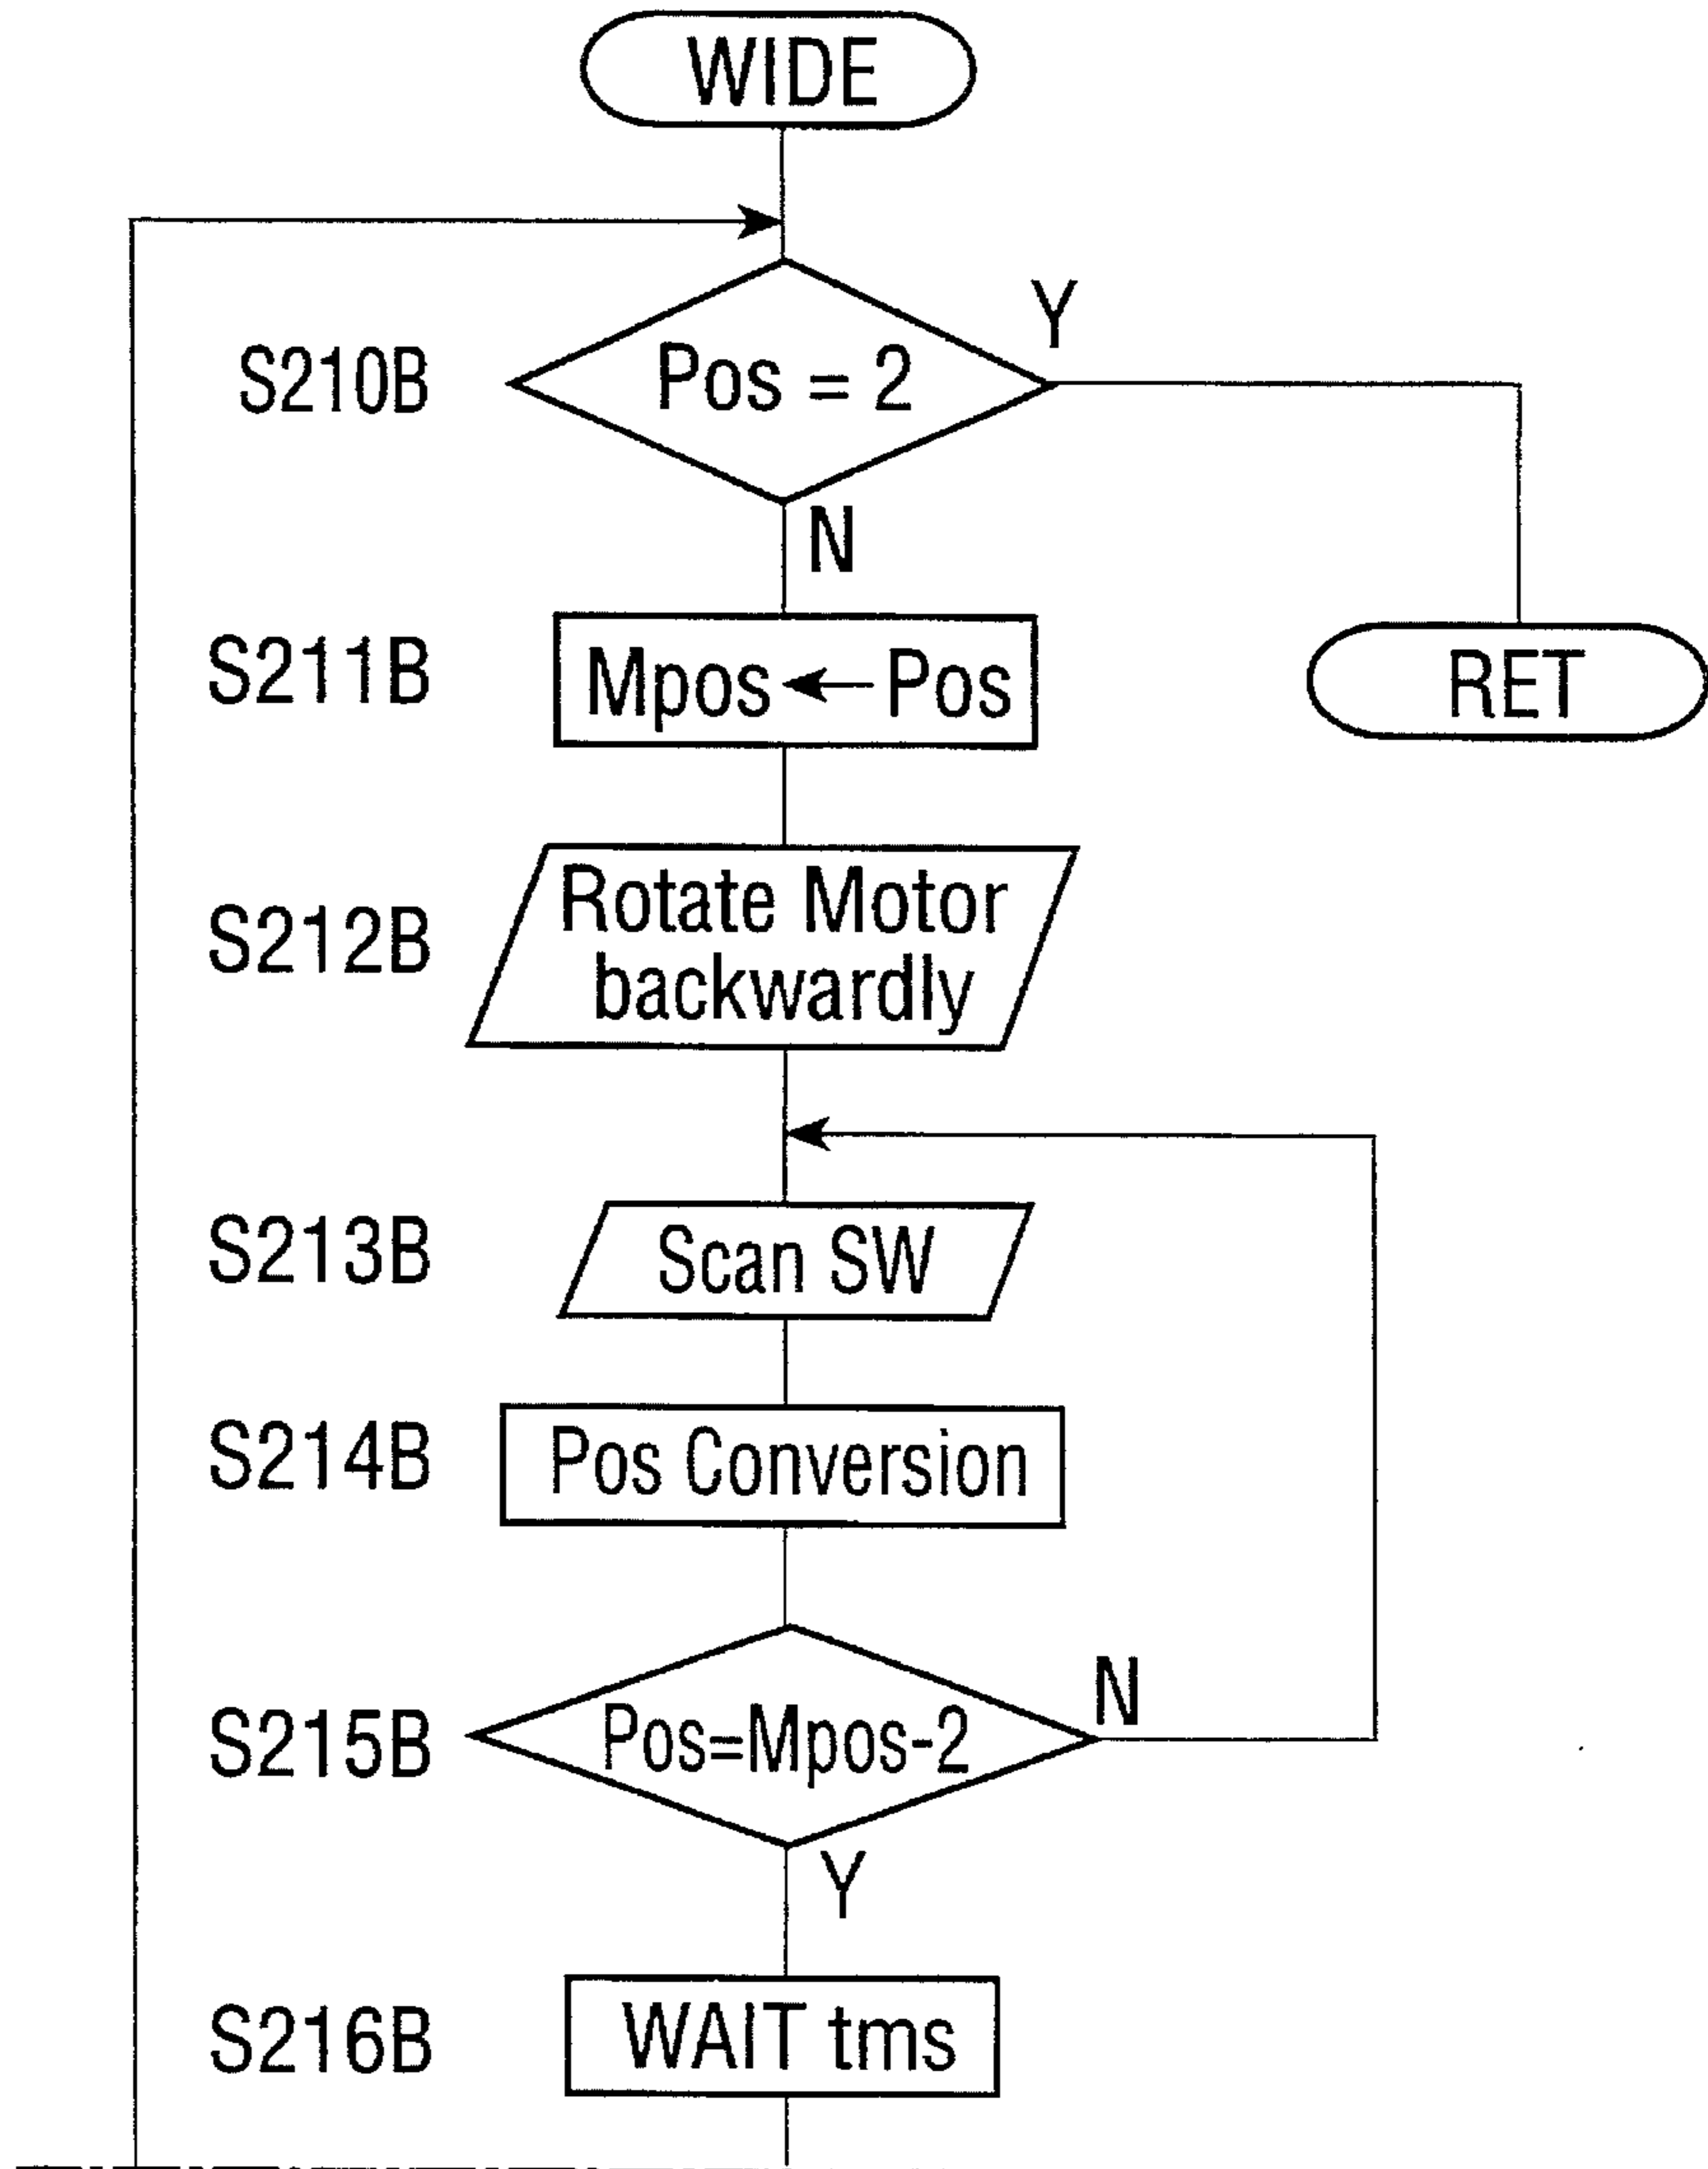 WIDE
Y
S210B
Pos = 2
N
S211B
Mpos ← Pos
RET
S212B
Rotate Motor
backwardly
S213B
Scan SW
S214B
Pos Conversion
S215B
Pos=Mpos-2
N
Y
S216B
WAIT tms